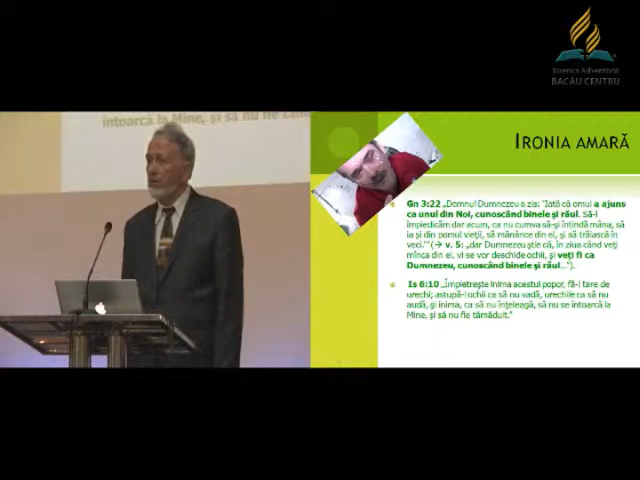 Biserica Adventistă
BACĂU CENTRU
întoarcă la Mine, și să nu fie tămă
IRONIA AMARĂ
Gn 3:22 „Domnul Dumnezeu a zis: 'Iată că omul a ajuns
ca unul din Noi, cunoscând binele și răul. Să-l
împiedicăm dar acum, ca nu cumva să-și întindă mâna, să
ia și din pomul vieții, să mănânce din el, și să trăiască în
veci.'" (→ v. 5: „dar Dumnezeu știe că, în ziua când veți
mînca din el, vi se vor deschide ochii, și veți fi ca
Dumnezeu, cunoscând binele și răul...").
Is 6:10 „Împietrește inima acestui popor, fă-l tare de
urechi, astupă-i ochii ca să nu vadă, urechile ca să nu
audă, și inima, ca să nu înțeleagă, să nu se întoarcă la
Mine, și să nu fie tămăduit."